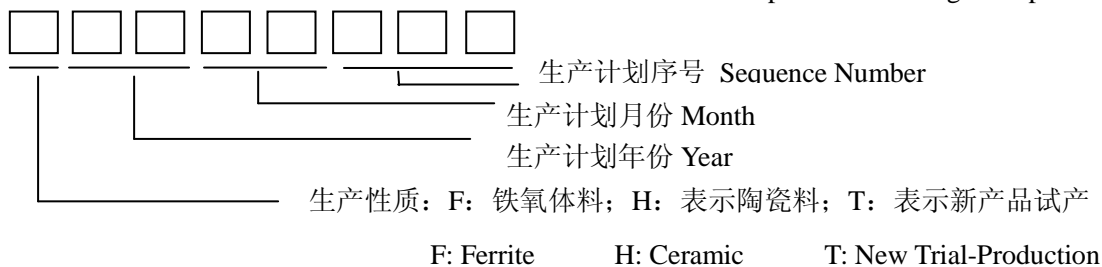 生产计划序号 Sequence Number
生产计划月份 Month
生产计划年份 Year
生产性质：F：铁氧体料；H：表示陶瓷料；T：表示新产品试产
F: Ferrite H: Ceramic T: New Trial-Production